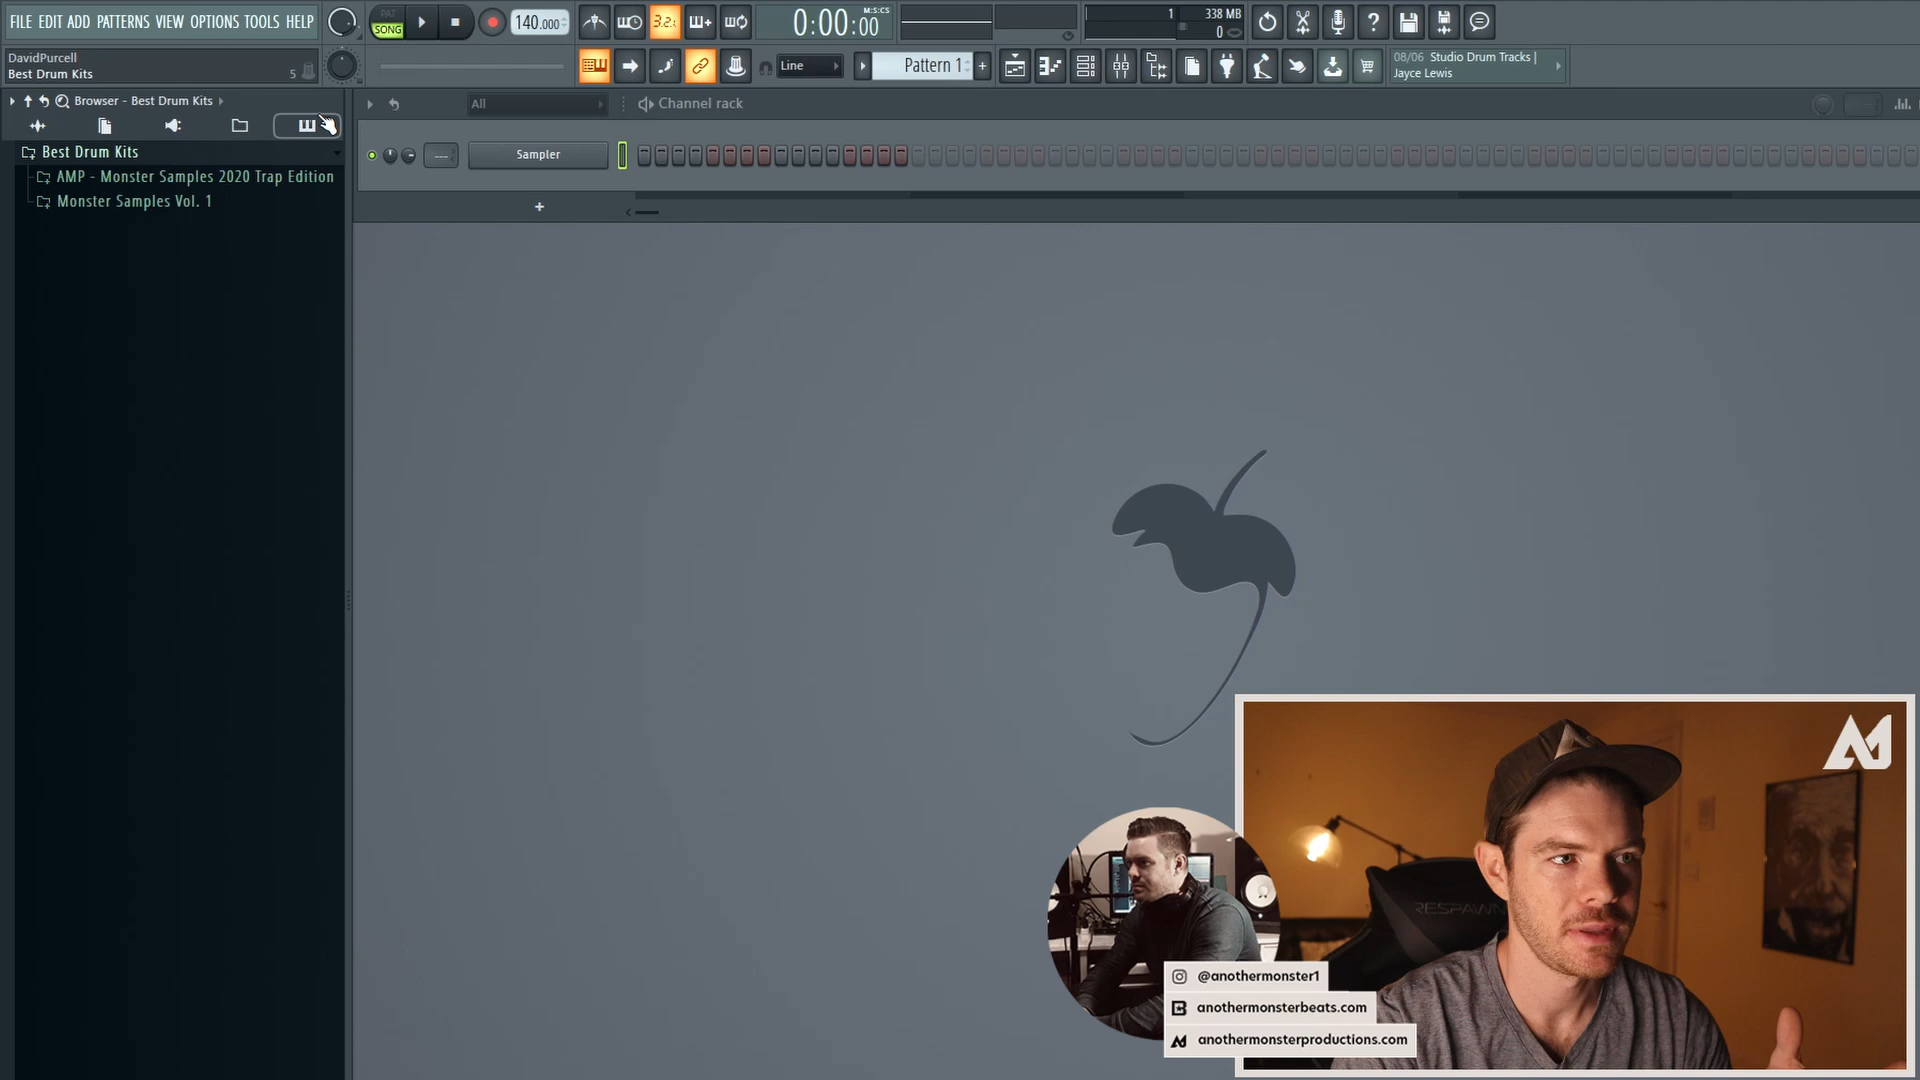 FILE EDIT ADD PATTERNS VIEW OPTIONS TOOLS HELP
PAT
SONG
140.000
3.2.
0:00:00
M:S:CS
1
338 MB
0
DavidPurcell
Best Drum Kits
5
Line
Pattern 1
08/06 Studio Drum Tracks |
Jayce Lewis
Browser - Best Drum Kits
All
Channel rack
Best Drum Kits
AMP - Monster Samples 2020 Trap Edition
Monster Samples Vol. 1
Sampler
RESPAWN
@anothermonster1
anothermonsterbeats.com
anothermonsterproductions.com